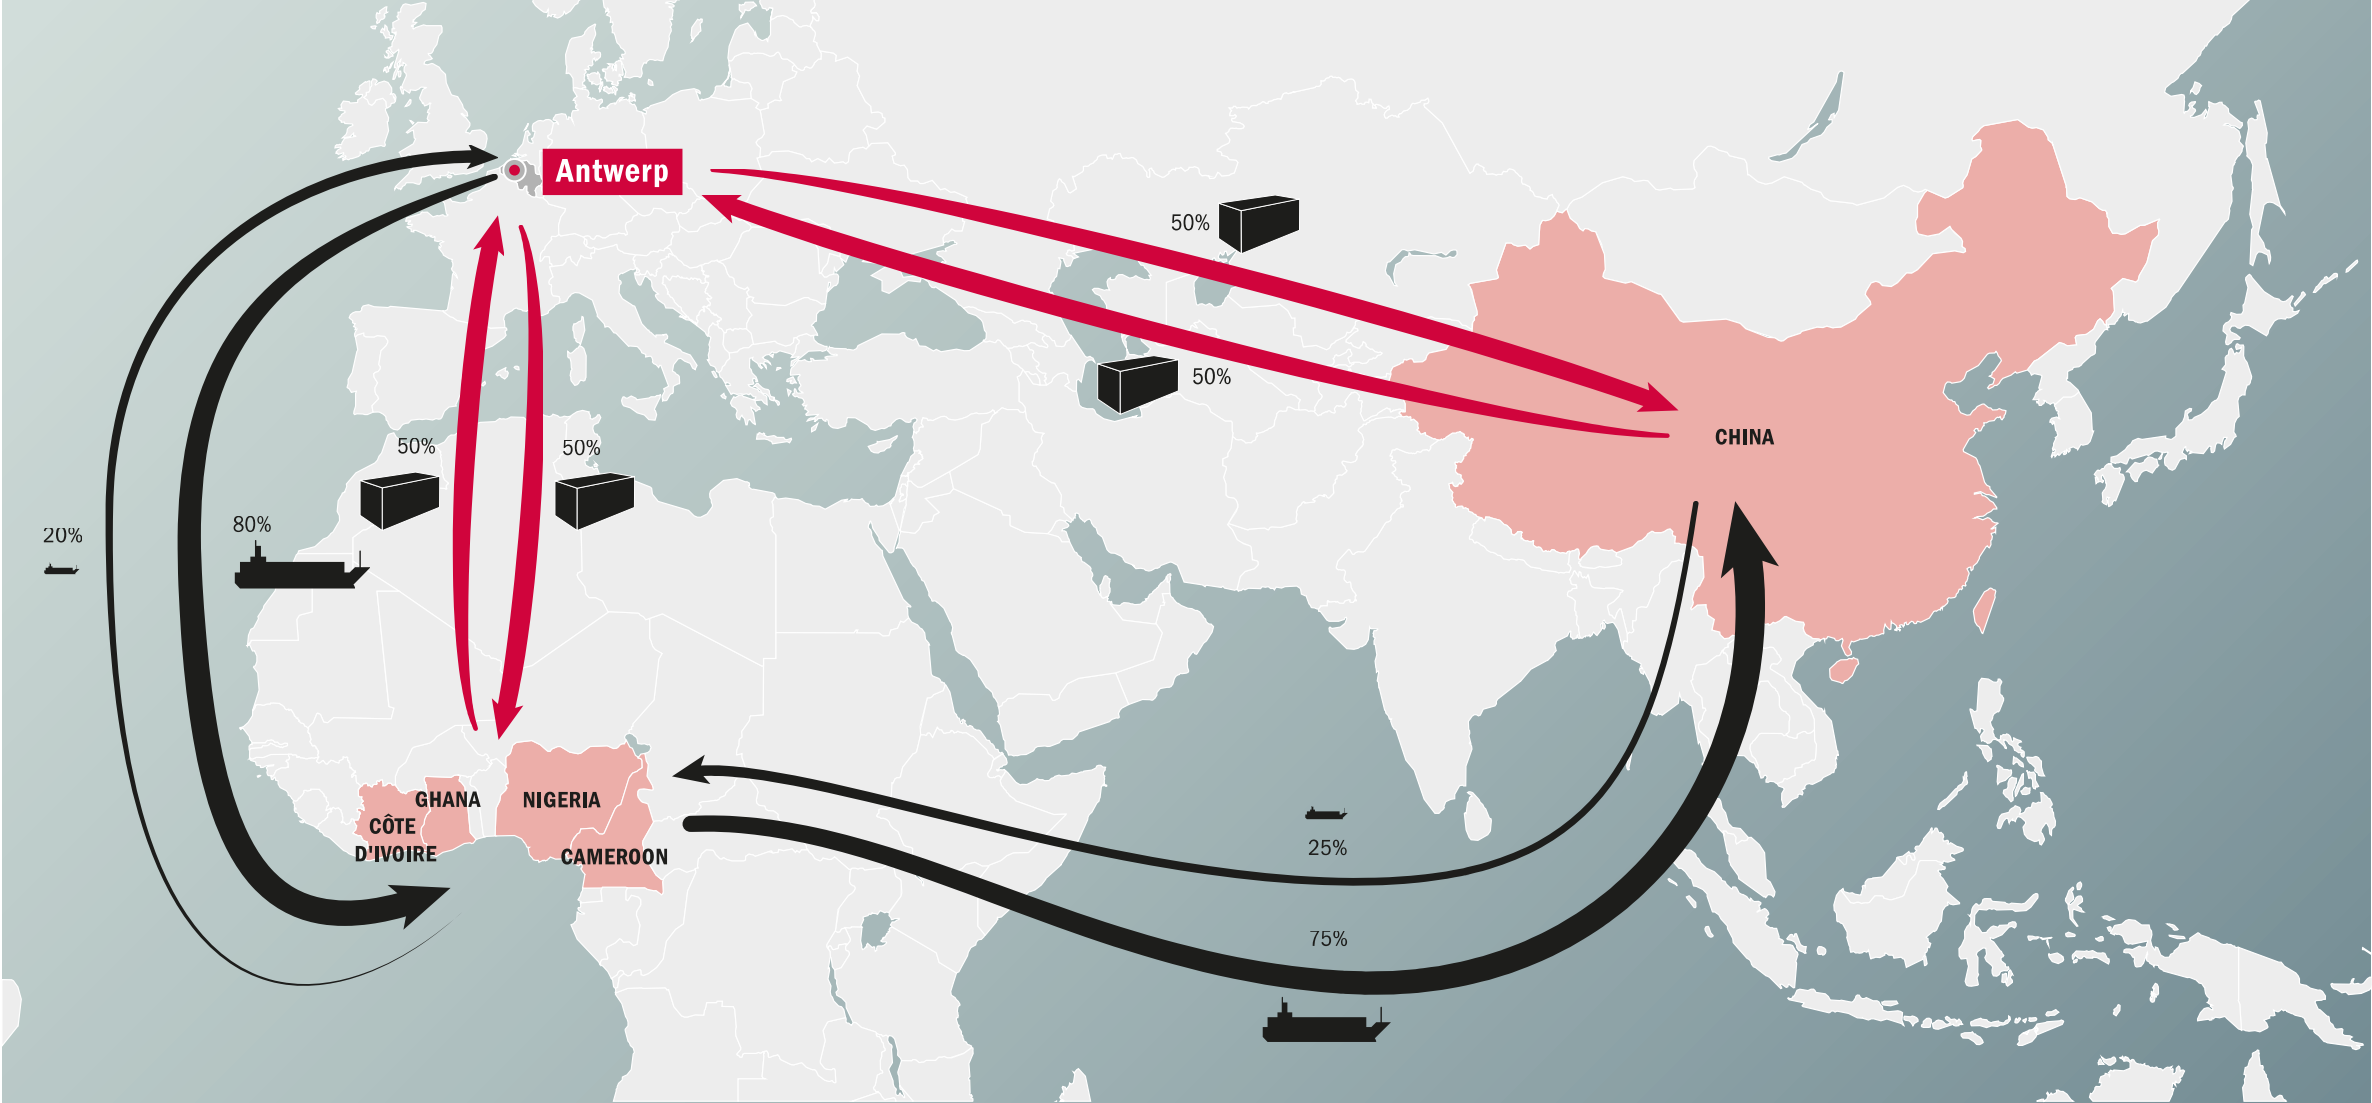 Antwerp
50%
50%
CHINA
50%
50%
20%
80%
GHANA
NIGERIA
CÔTE
D'IVOIRE
CAMEROON
25%
75%